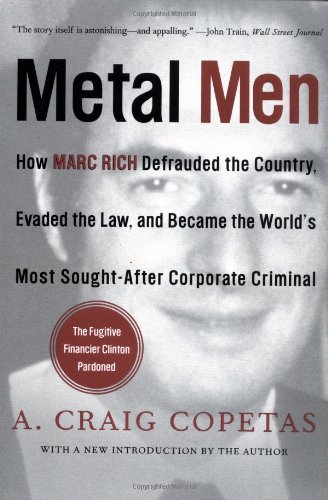 "The story itself is astonishing—and appalling." —John Train, Wall Street Journal
Metal Men
How MARC RICH Defrauded the Country,
Evaded the Law, and Became the World's
Most Sought-After Corporate Criminal
The Fugitive
Financier Clinton
Pardoned
A. CRAIG COPETAS
WITH A NEW INTRODUCTION BY THE AUTHOR